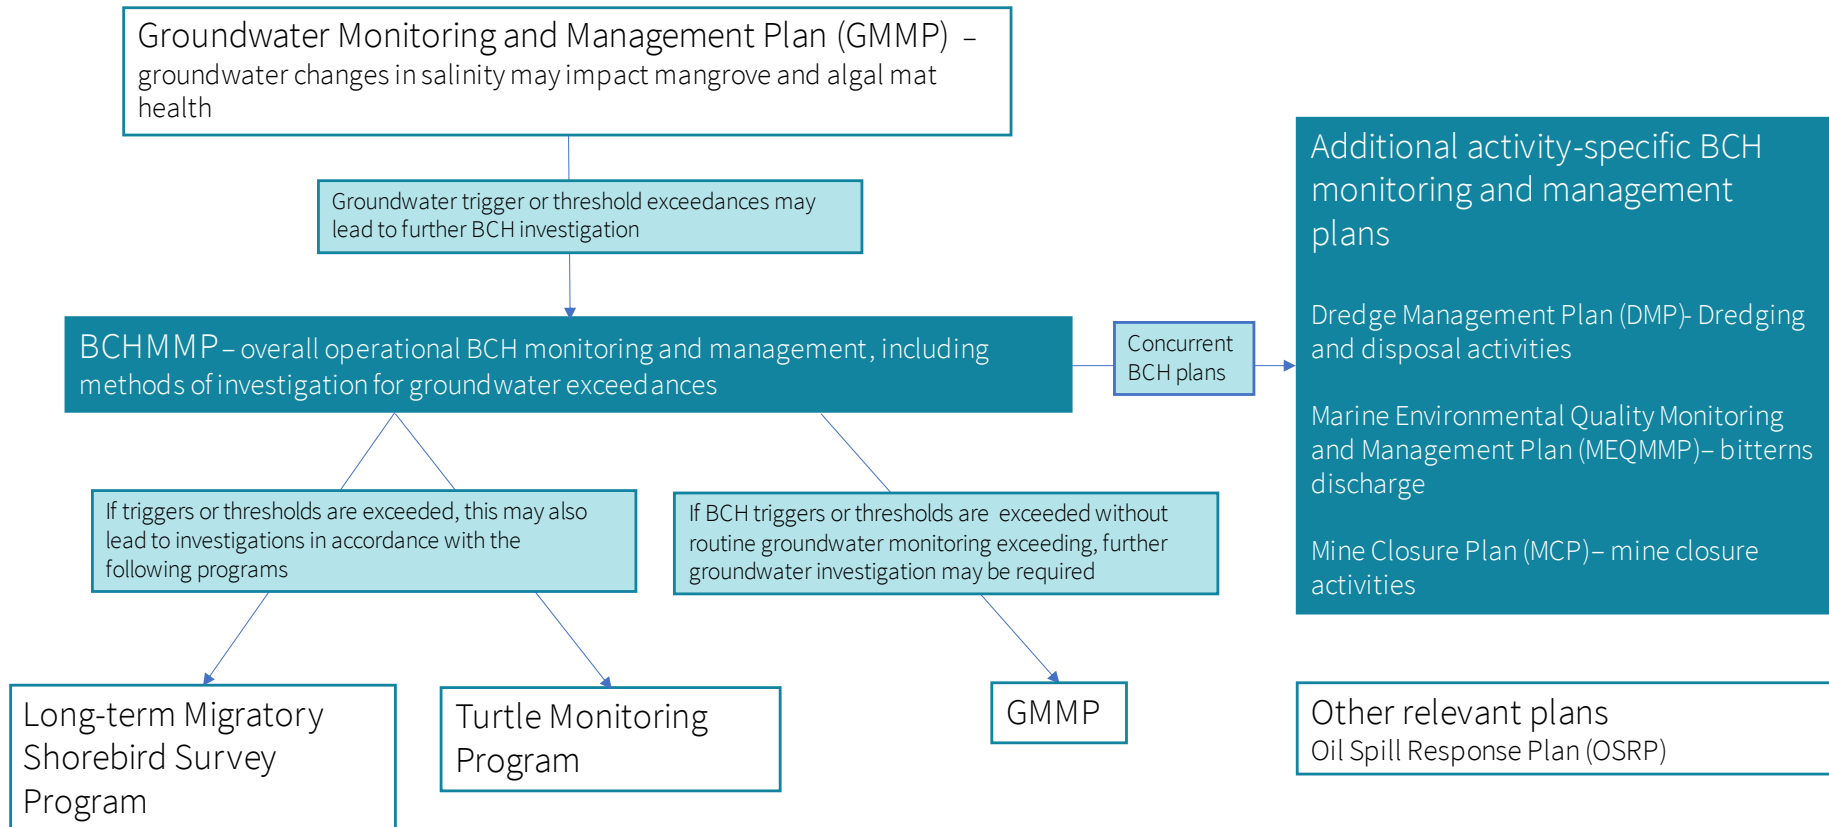 Groundwater Monitoring and Management Plan (GMMP) –
groundwater changes in salinity may impact mangrove and algal mat
health
Groundwater trigger or threshold exceedances may
lead to further BCH investigation
BCHMMP – overall operational BCH monitoring and management, including
methods of investigation for groundwater exceedances
Concurrent
BCH plans
Additional activity-specific BCH
monitoring and management
plans
Dredge Management Plan (DMP)- Dredging
and disposal activities
Marine Environmental Quality Monitoring
and Management Plan (MEQMMP)– bitterns
discharge
Mine Closure Plan (MCP)– mine closure
activities
If triggers or thresholds are exceeded, this may also
lead to investigations in accordance with the
following programs
If BCH triggers or thresholds are exceeded without
routine groundwater monitoring exceeding, further
groundwater investigation may be required
Long-term Migratory
Shorebird Survey
Program
Turtle Monitoring
Program
GMMP
Other relevant plans
Oil Spill Response Plan (OSRP)